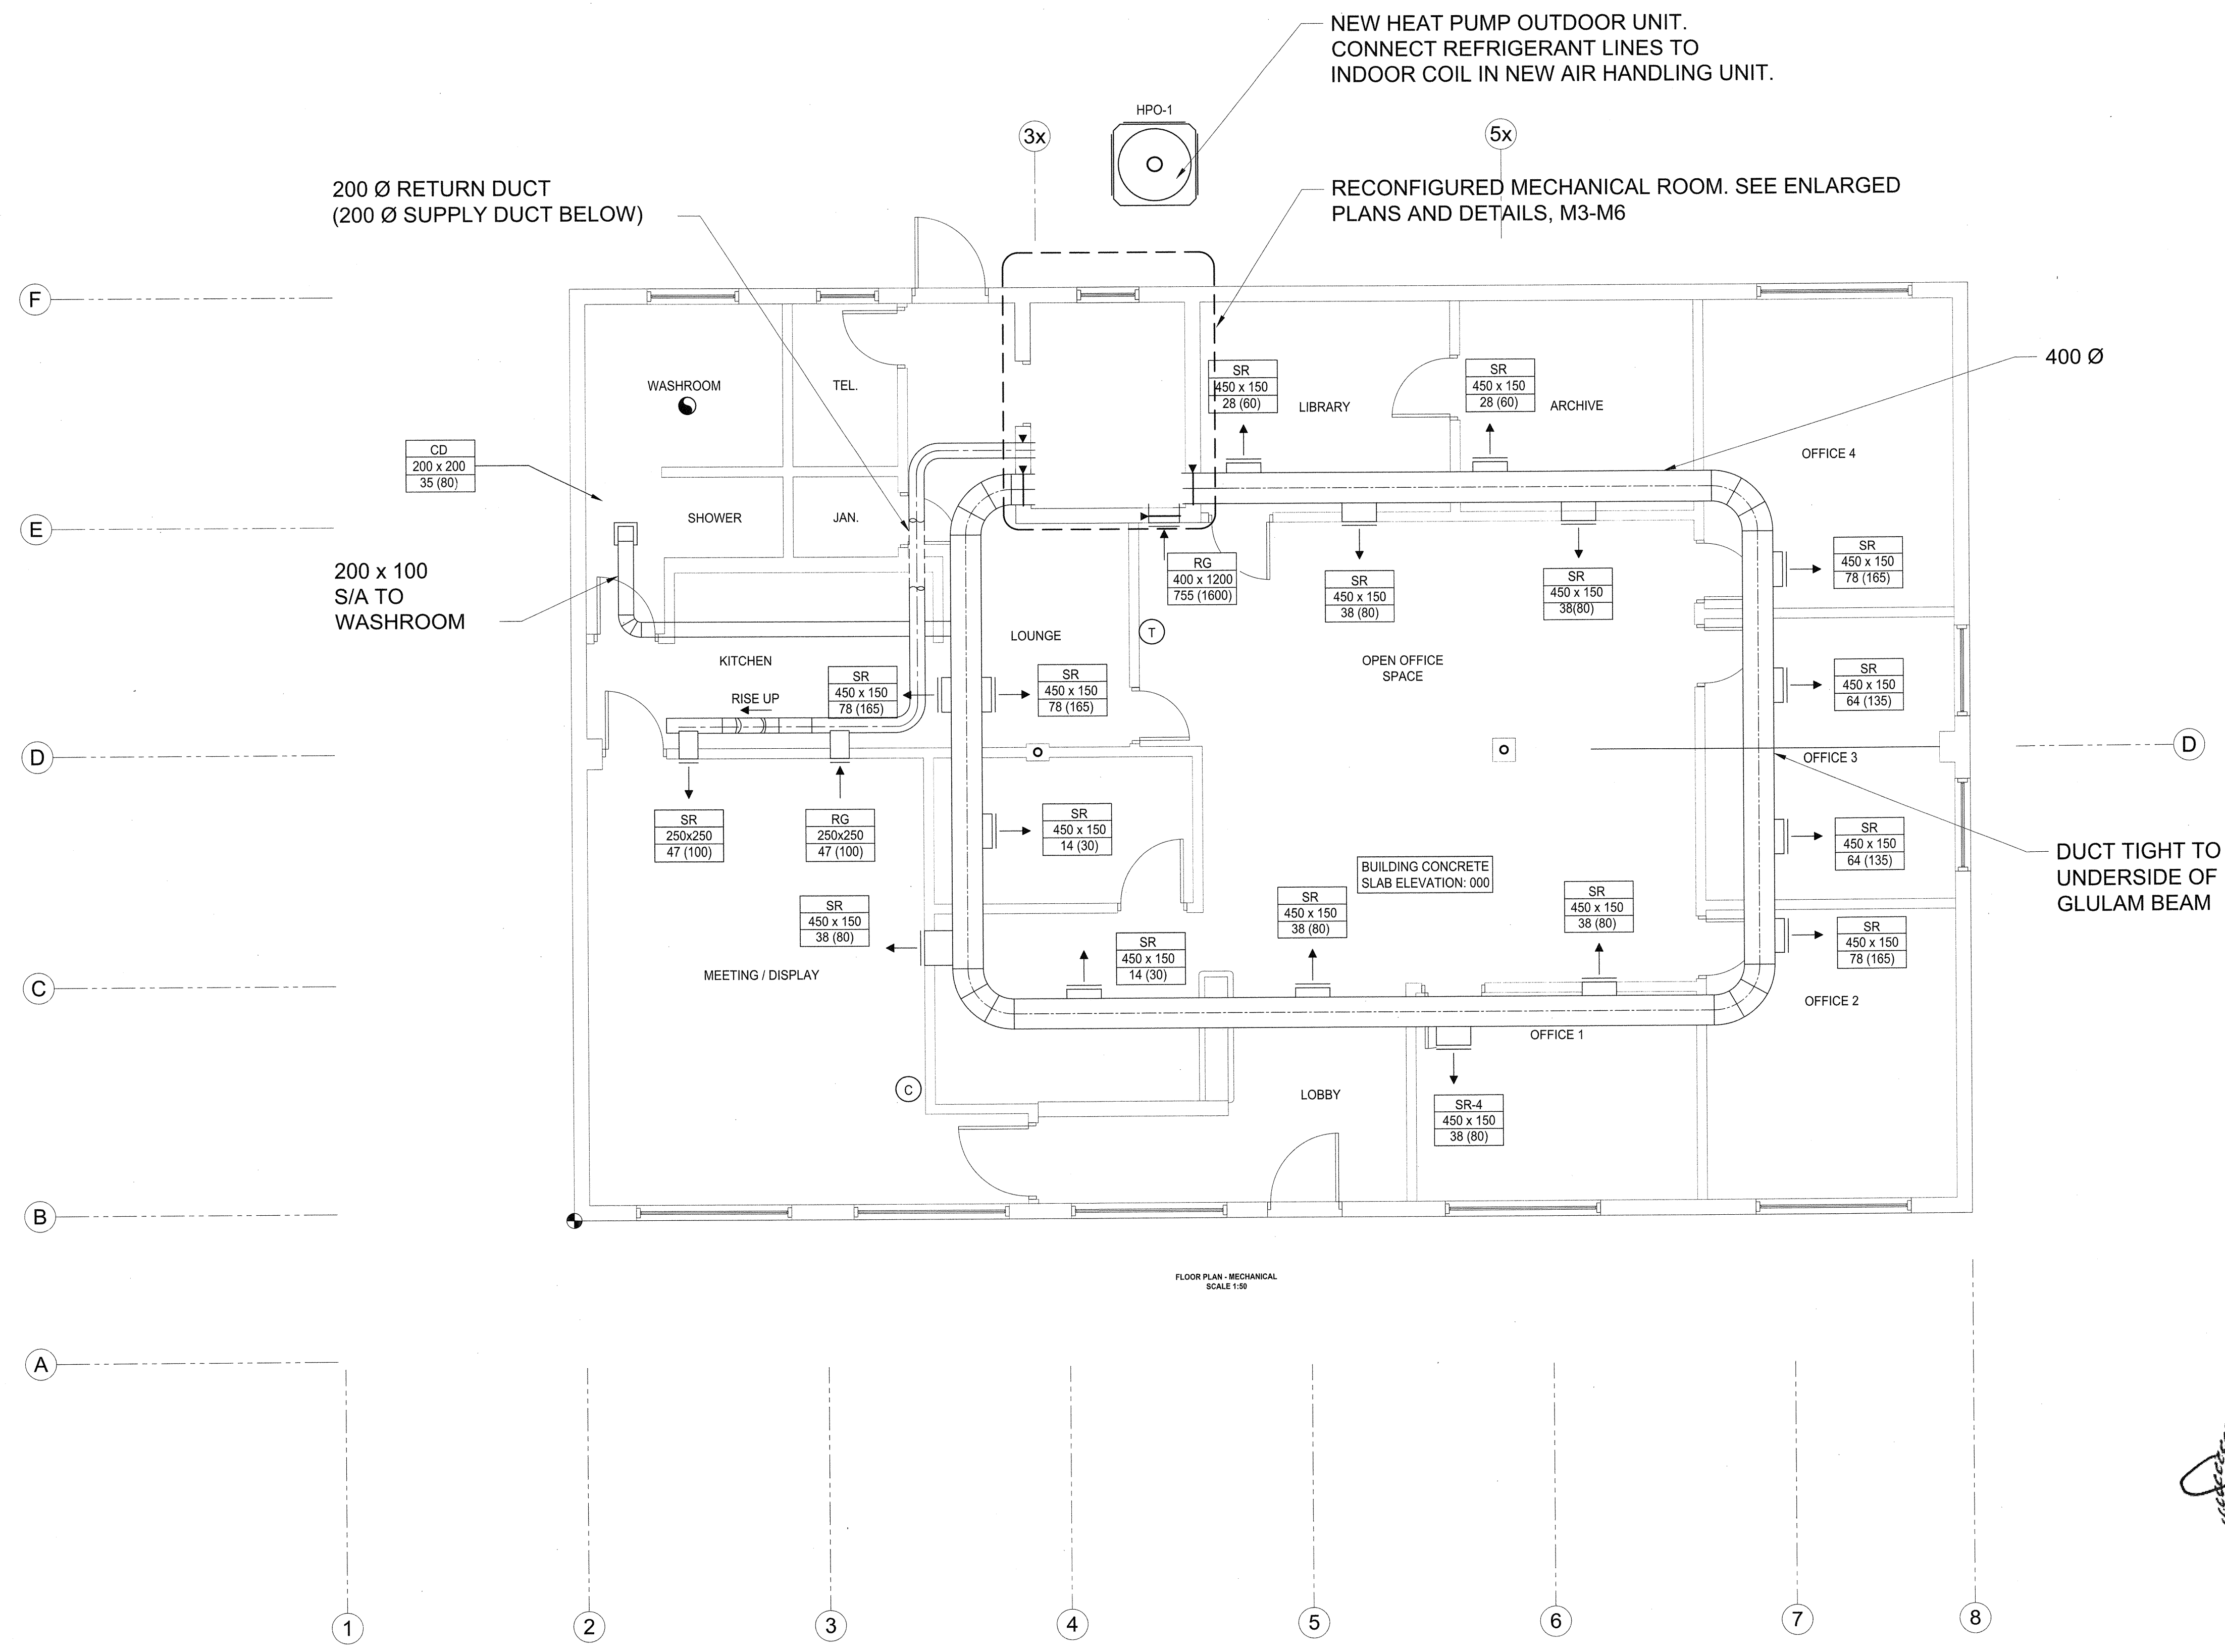 NEW HEAT PUMP OUTDOOR UNIT.
CONNECT REFRIGERANT LINES TO
INDOOR COIL IN NEW AIR HANDLING UNIT.
HPO-1
3x
5x
200 Ø RETURN DUCT
(200 Ø SUPPLY DUCT BELOW)
RECONFIGURED MECHANICAL ROOM. SEE ENLARGED
PLANS AND DETAILS, M3-M6
F
400 Ø
WASHROOM
TEL.
SR
450 x 150
28 (60)
LIBRARY
SR
450 x 150
28 (60)
ARCHIVE
OFFICE 4
CD
200 x 200
35 (80)
E
SHOWER
JAN.
200 x 100
S/A TO
WASHROOM
RG
400 x 1200
755 (1600)
SR
450 x 150
38 (80)
SR
450 x 150
38(80)
SR
450 x 150
78 (165)
LOUNGE
T
KITCHEN
RISE UP
SR
450 x 150
78 (165)
SR
450 x 150
78 (165)
OPEN OFFICE
SPACE
SR
450 x 150
64 (135)
D
D
OFFICE 3
SR
250x250
47 (100)
RG
250x250
47 (100)
SR
450 x 150
14 (30)
SR
450 x 150
64 (135)
DUCT TIGHT TO
UNDERSIDE OF
GLULAM BEAM
BUILDING CONCRETE
SLAB ELEVATION: 000
SR
450 x 150
38 (80)
SR
450 x 150
38 (80)
SR
450 x 150
38 (80)
SR
450 x 150
14 (30)
SR
450 x 150
78 (165)
MEETING / DISPLAY
C
OFFICE 2
OFFICE 1
C
LOBBY
SR-4
450 x 150
38 (80)
B
FLOOR PLAN - MECHANICAL
SCALE 1:50
A
1
2
3
4
5
6
7
8